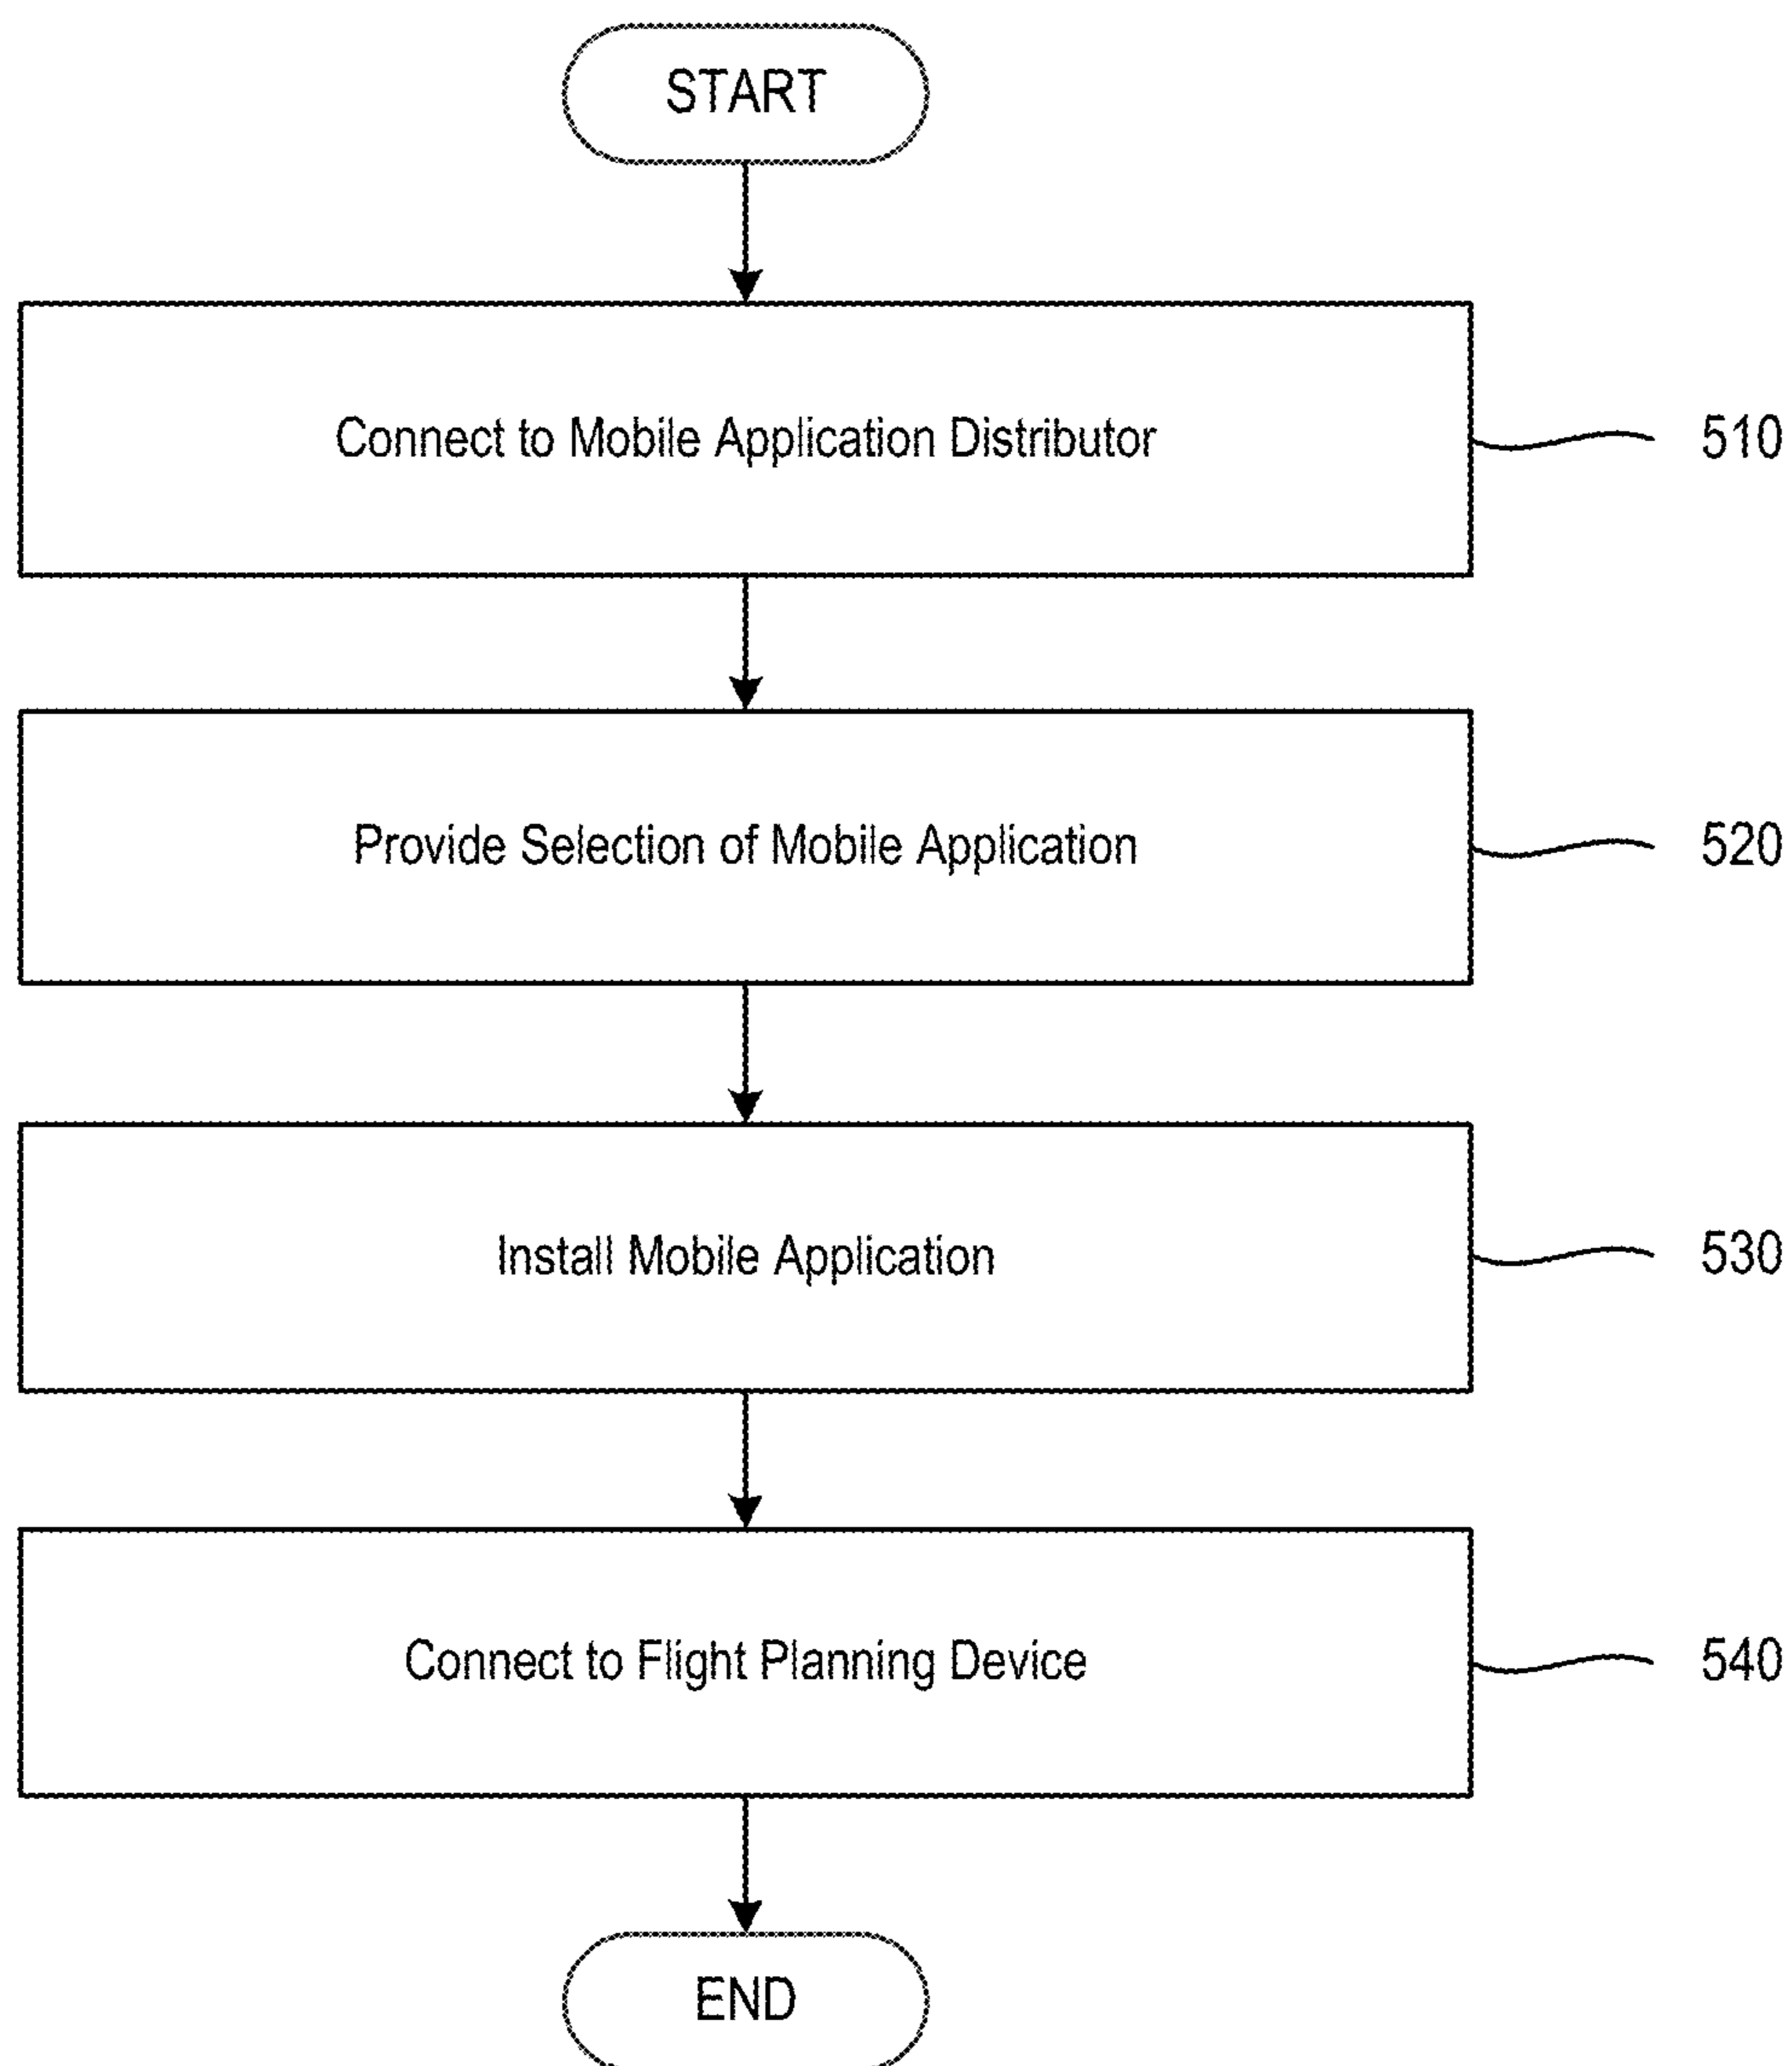 START
Connect to Mobile Application Distributor
510
Provide Selection of Mobile Application
520
Install Mobile Application
530
Connect to Flight Planning Device
540
END